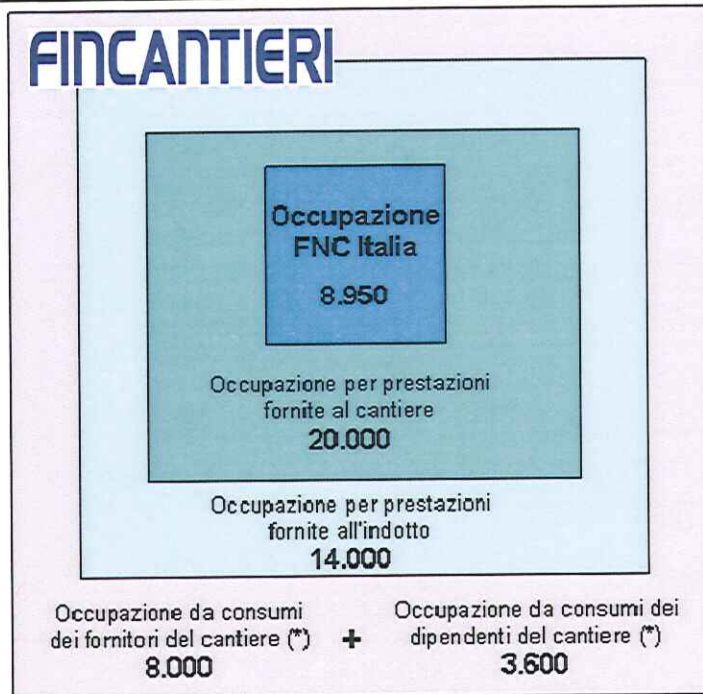 FINCANTIERI
Occupazione
FNC Italia
8.950
Occupazione per prestazioni
fornite al cantiere
20.000
Occupazione per prestazioni
fornite all'indotto
14.000
Occupazione da consumi
dei fornitori del cantiere (*)
8.000
+
Occupazione da consumi dei
dipendenti del cantiere (*)
3.600